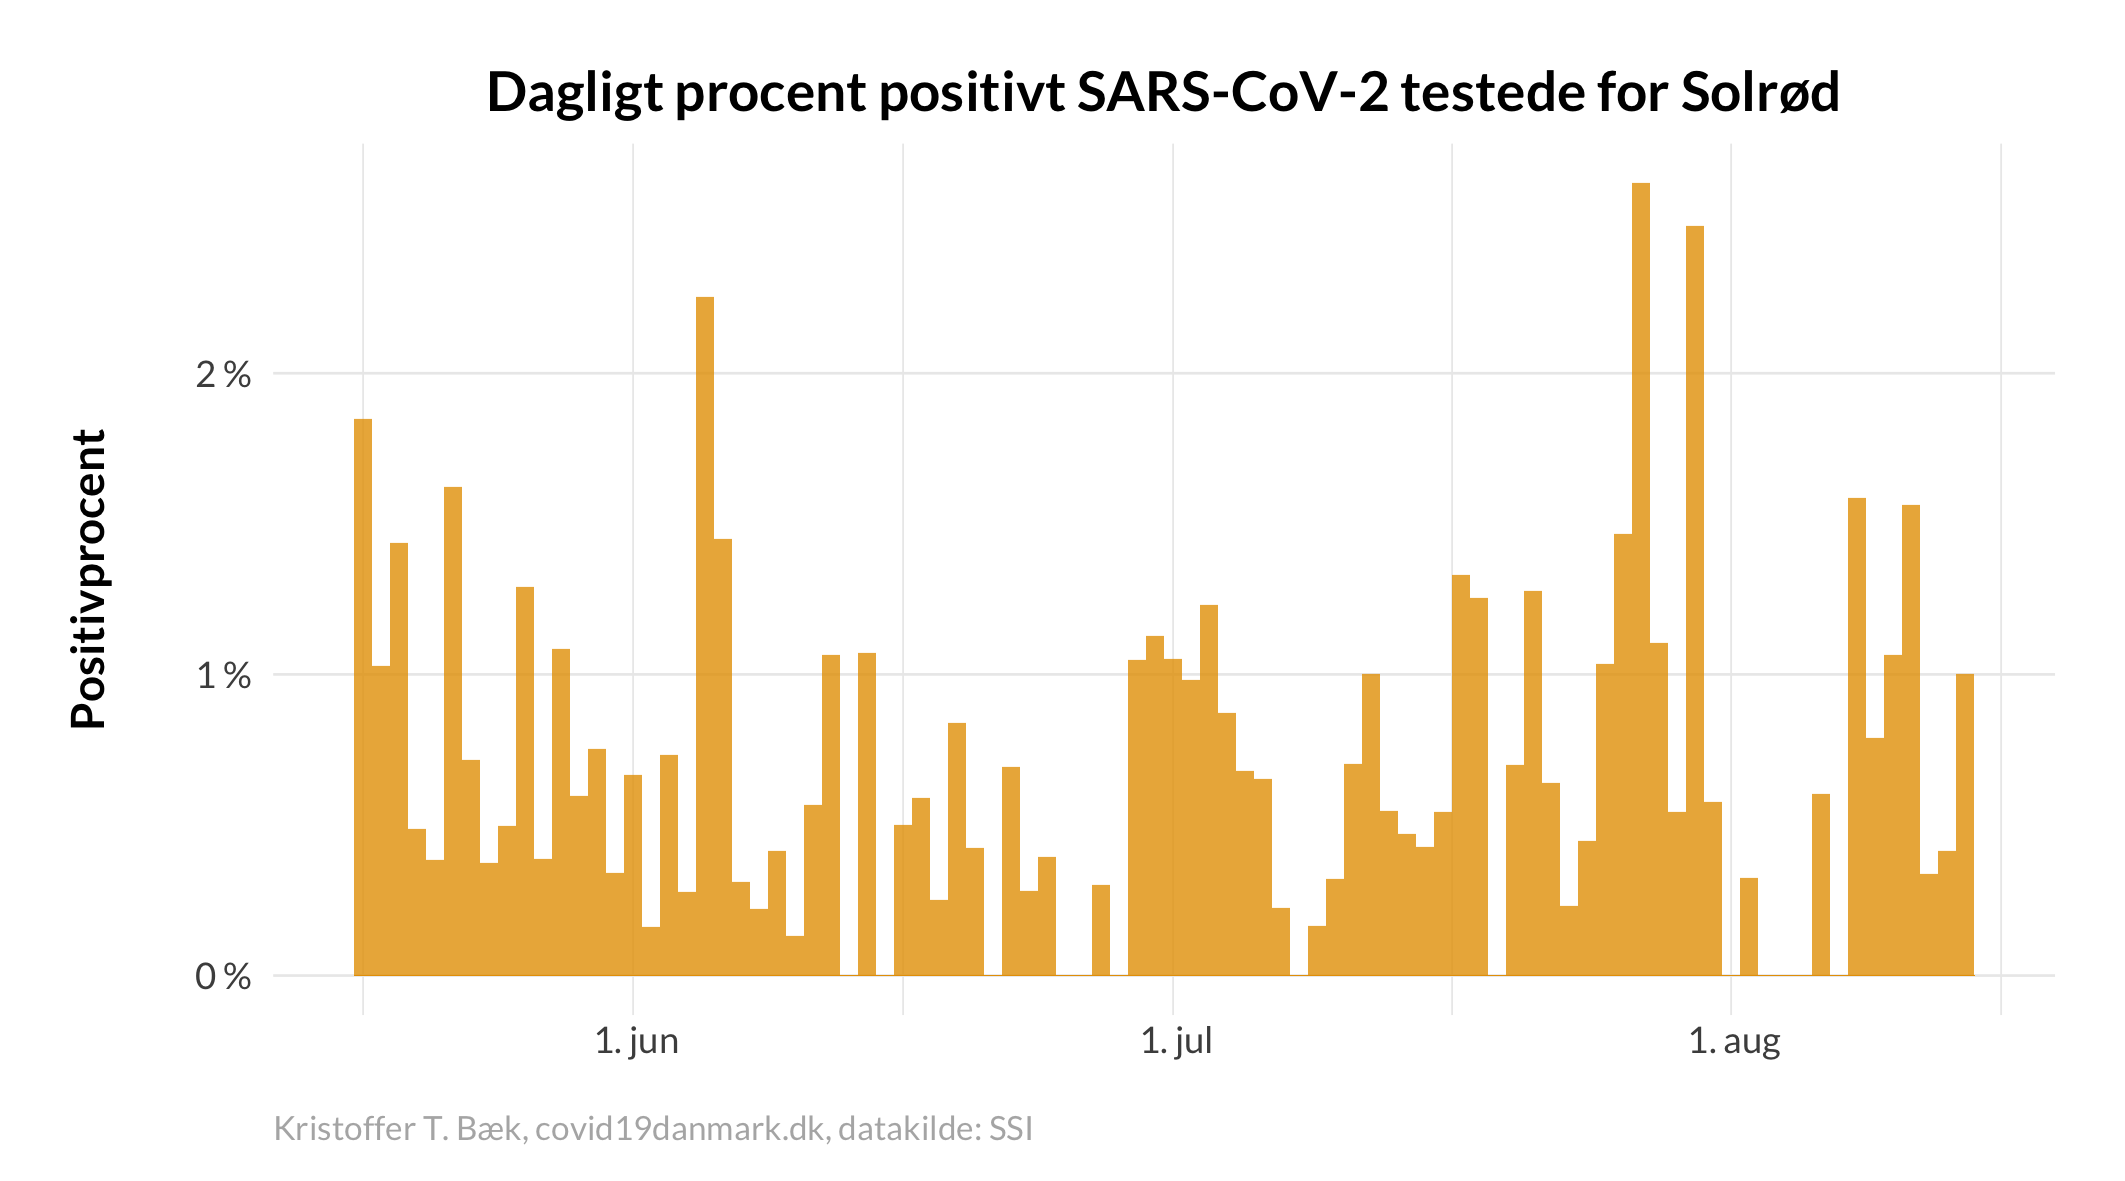 Dagligt procent positivt SARS-CoV-2 testede for Solrød
Positivprocent
2 %
1 %
0 %
1. jun
1. jul
1. aug
Kristoffer T. Bæk, covid19danmark.dk, datakilde: SSI